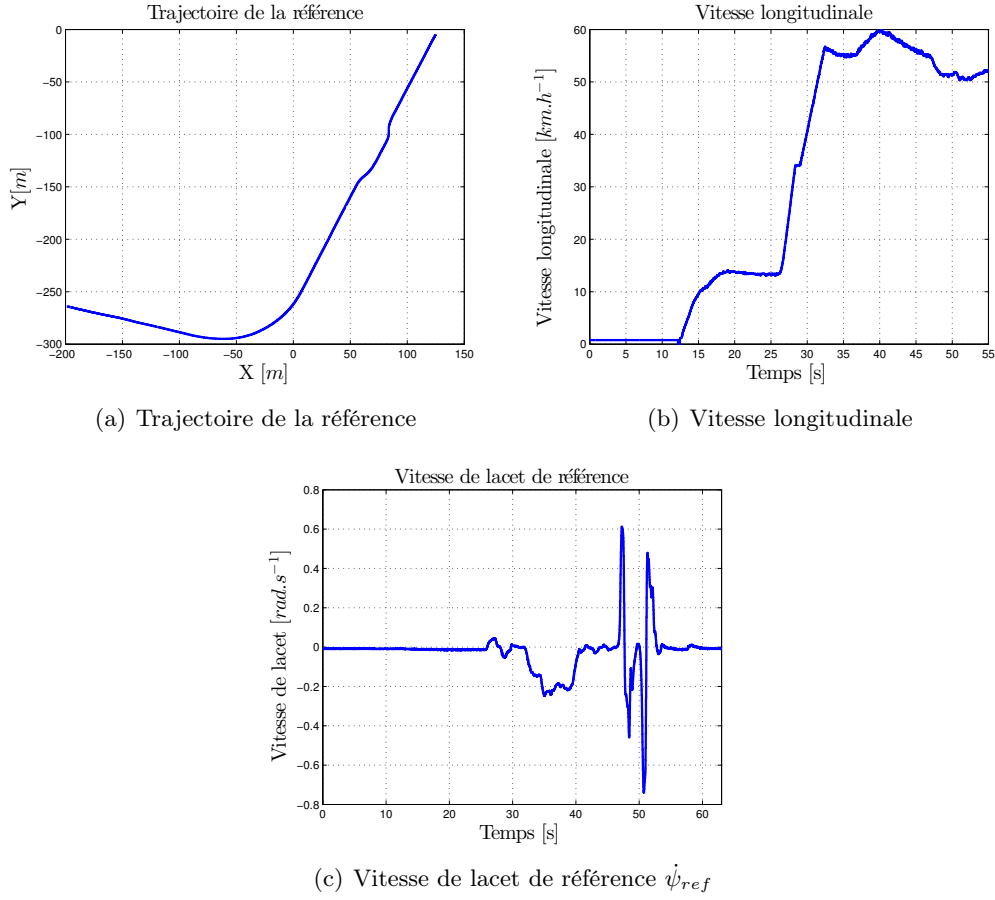 Trajectoire de la référence
0
−50
−100
−150
−200
−250
−300
Y[m]
−200 −150 −100 −50 0 50 100 150
X [m]
(a) Trajectoire de la référence
Vitesse longitudinale
60
50
40
30
20
10
0
Vitesse longitudinale [km.h−1]
0 5 10 15 20 25 30 35 40 45 50 55
Temps [s]
(b) Vitesse longitudinale
Vitesse de lacet de référence
0.8
0.6
0.4
0.2
0
−0.2
−0.4
−0.6
−0.8
Vitesse de lacet [rad.s−1]
0 10 20 30 40 50 60
Temps [s]
(c) Vitesse de lacet de référence ψ̇ref